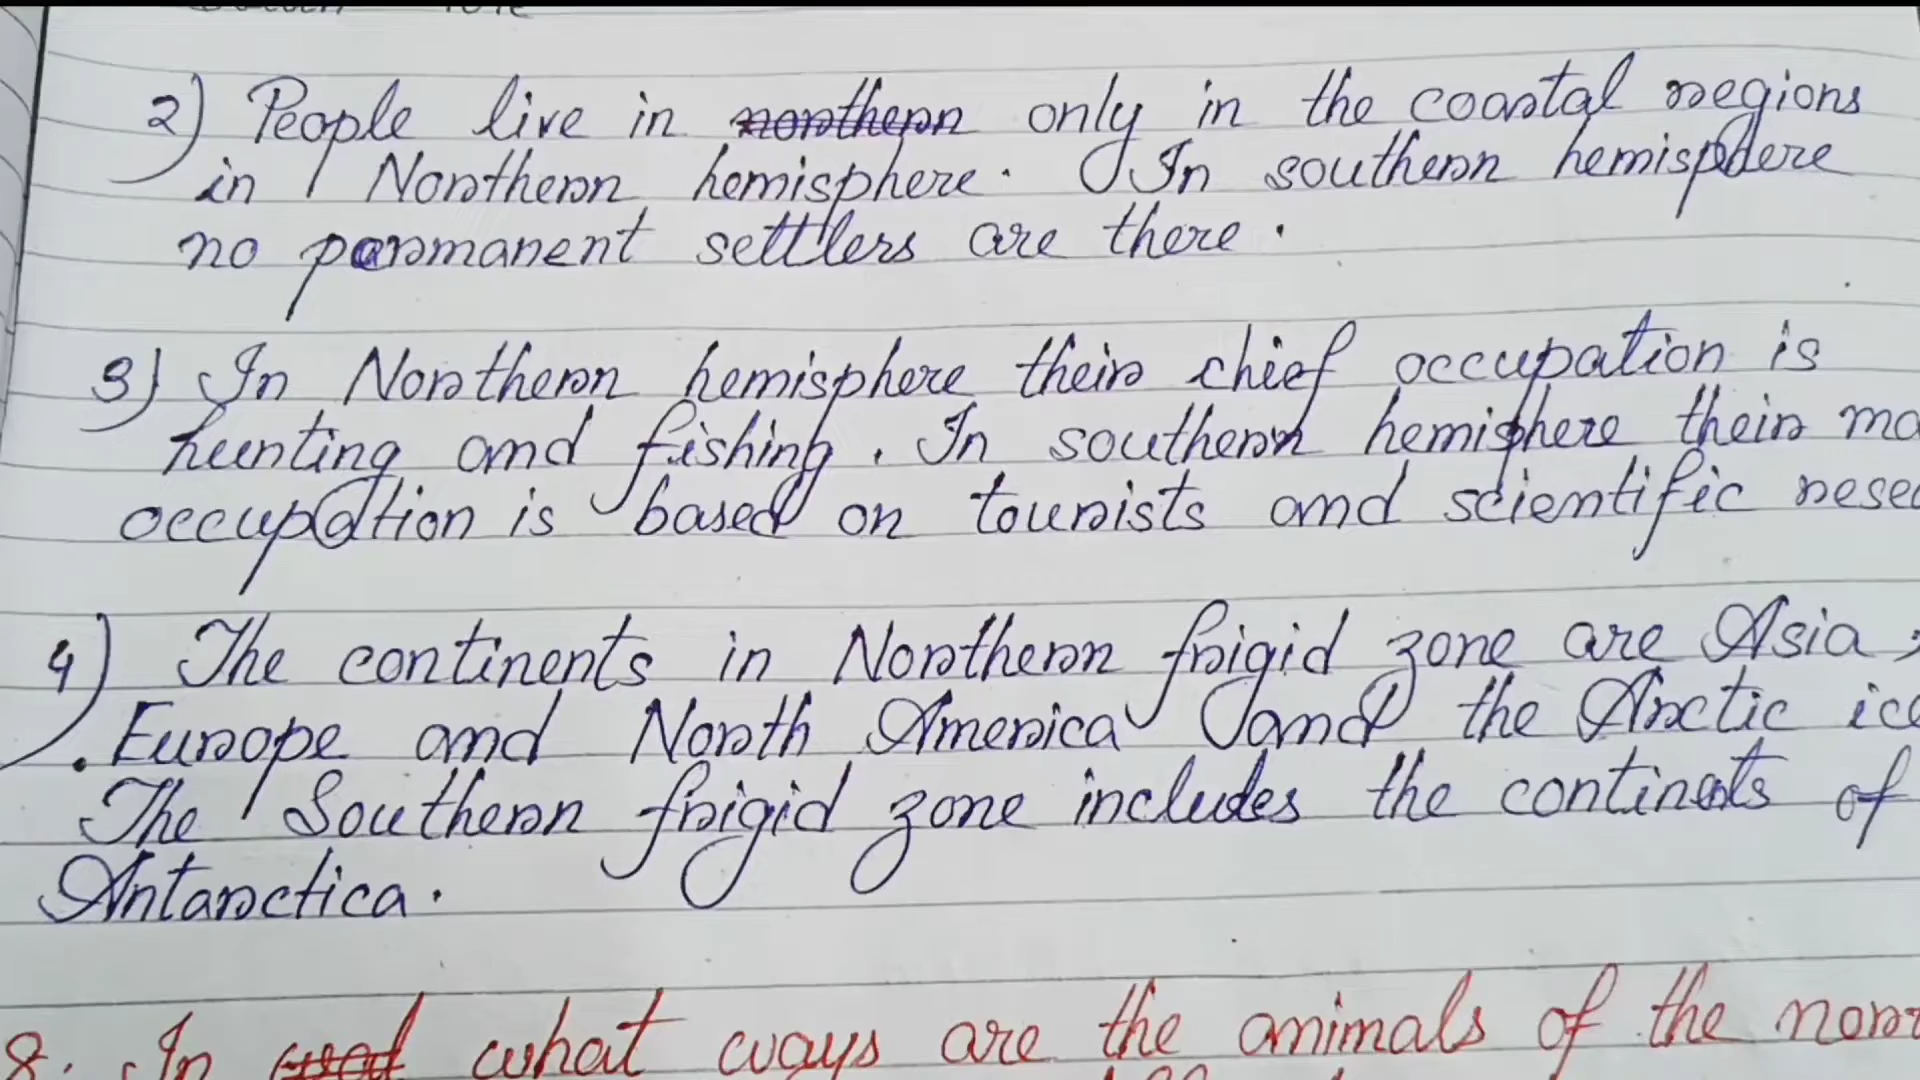 2) People live in northern only in the coastal regions
in Northern hemisphere. In southern hemisphere
no permanent settlers are there.
3) In Northern hemisphere their chief occupation is
hunting and fishing. In southern hemisphere their ma
occupation is based on tourists and scientific resea
4) The continents in Northern frigid zone are Asia,
Europe and North America and the Arctic ice
The Southern frigid zone includes the continents of
Antarctica.
8. In what ways are the animals of the nor